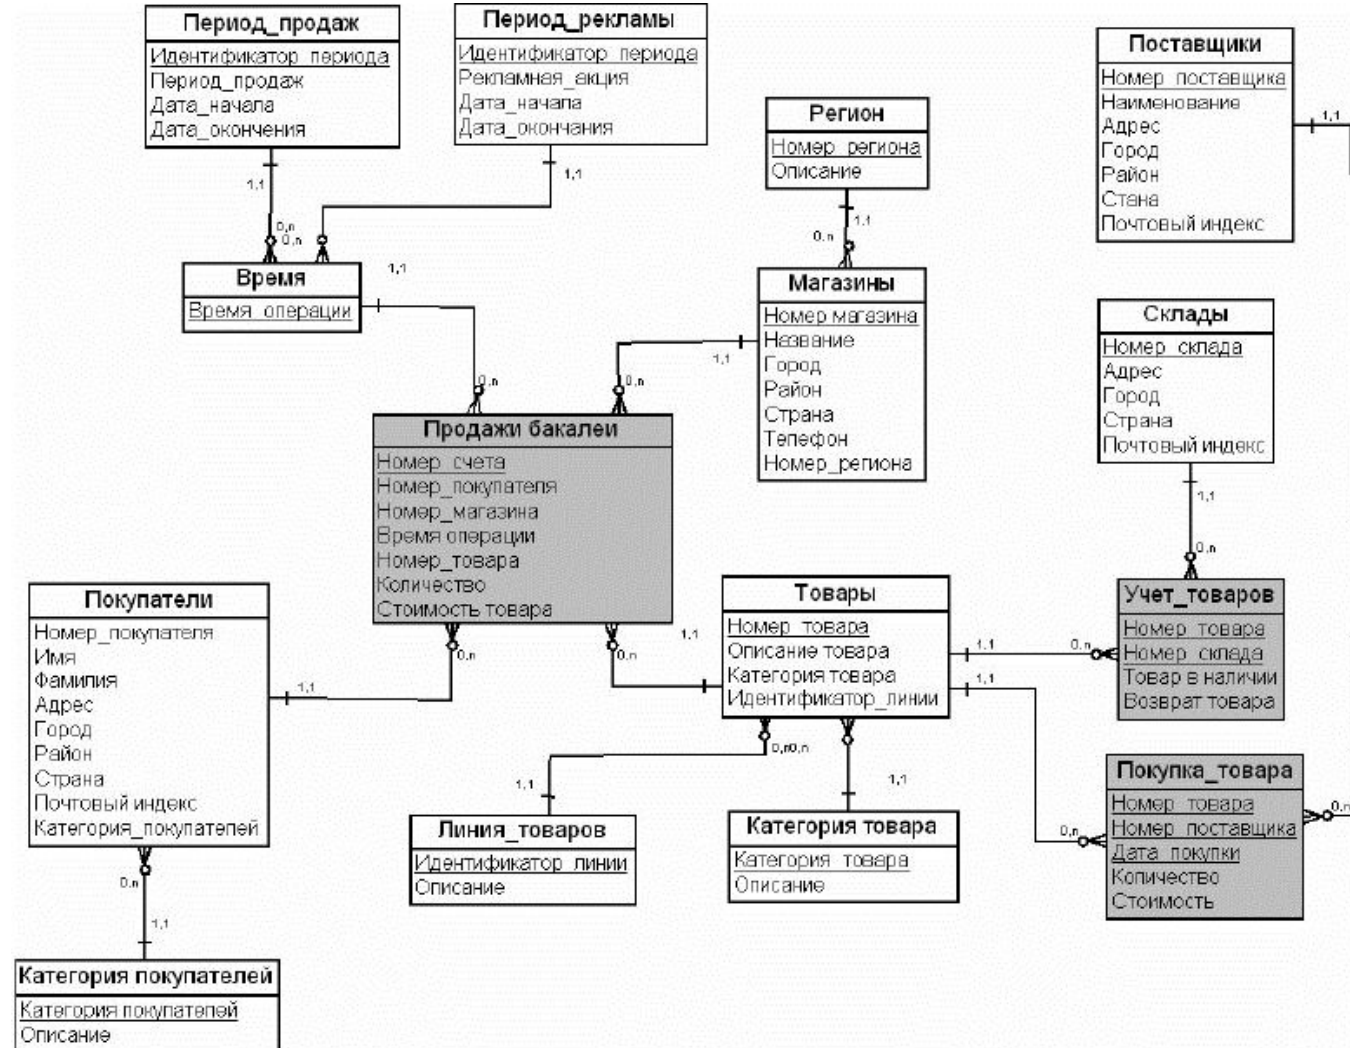 Период_продаж
Идентификатор_периода
Период_продаж
Дата_начала
Дата_окончения
1,1
0,n
Период_рекламы
Идентификатор_периода
Рекламная_акция
Дата_начала
Дата_окончания
1,1
0,n
Время
Время_операции
1,1
0,n
Регион
Номер_региона
Описание
1,1
0,n
Магазины
Номер магазина
Название
Город
Район
Страна
Телефон
Номер_региона
1,1
0,n
Поставщики
Номер_поставщика
Наименование
Адрес
Город
Район
Стана
Почтовый индекс
1,1
Склады
Номер_склада
Адрес
Город
Страна
Почтовый индекс
1,1
0,n
Продажи бакалеи
Номер_счета
Номер_покупателя
Номер_магазина
Время операции
Номер_товара
Количество
Стоимость товара
0,n
0,n
Покупатели
Номер_покупателя
Имя
Фамилия
Адрес
Город
Район
Страна
Почтовый индекс
Категория_покупателей
1,1
0,n
1,1
Категория покупателей
Категория покупателей
Описание
Товары
Номер_товара
Описание товара
Категория товара
Идентификатор_линии
1,1
1,1
1,1
0,n0,n
Линия_товаров
Идентификатор_линии
Описание
1,1
Категория товара
Категория_товара
Описание
1,1
Учет_товаров
Номер_товара
Номер_склада
Товар в наличии
Возврат товара
0,n
Покупка_товара
Номер_товара
Номер_поставщика
Дата_покупки
Количество
Стоимость
0,n
0,n